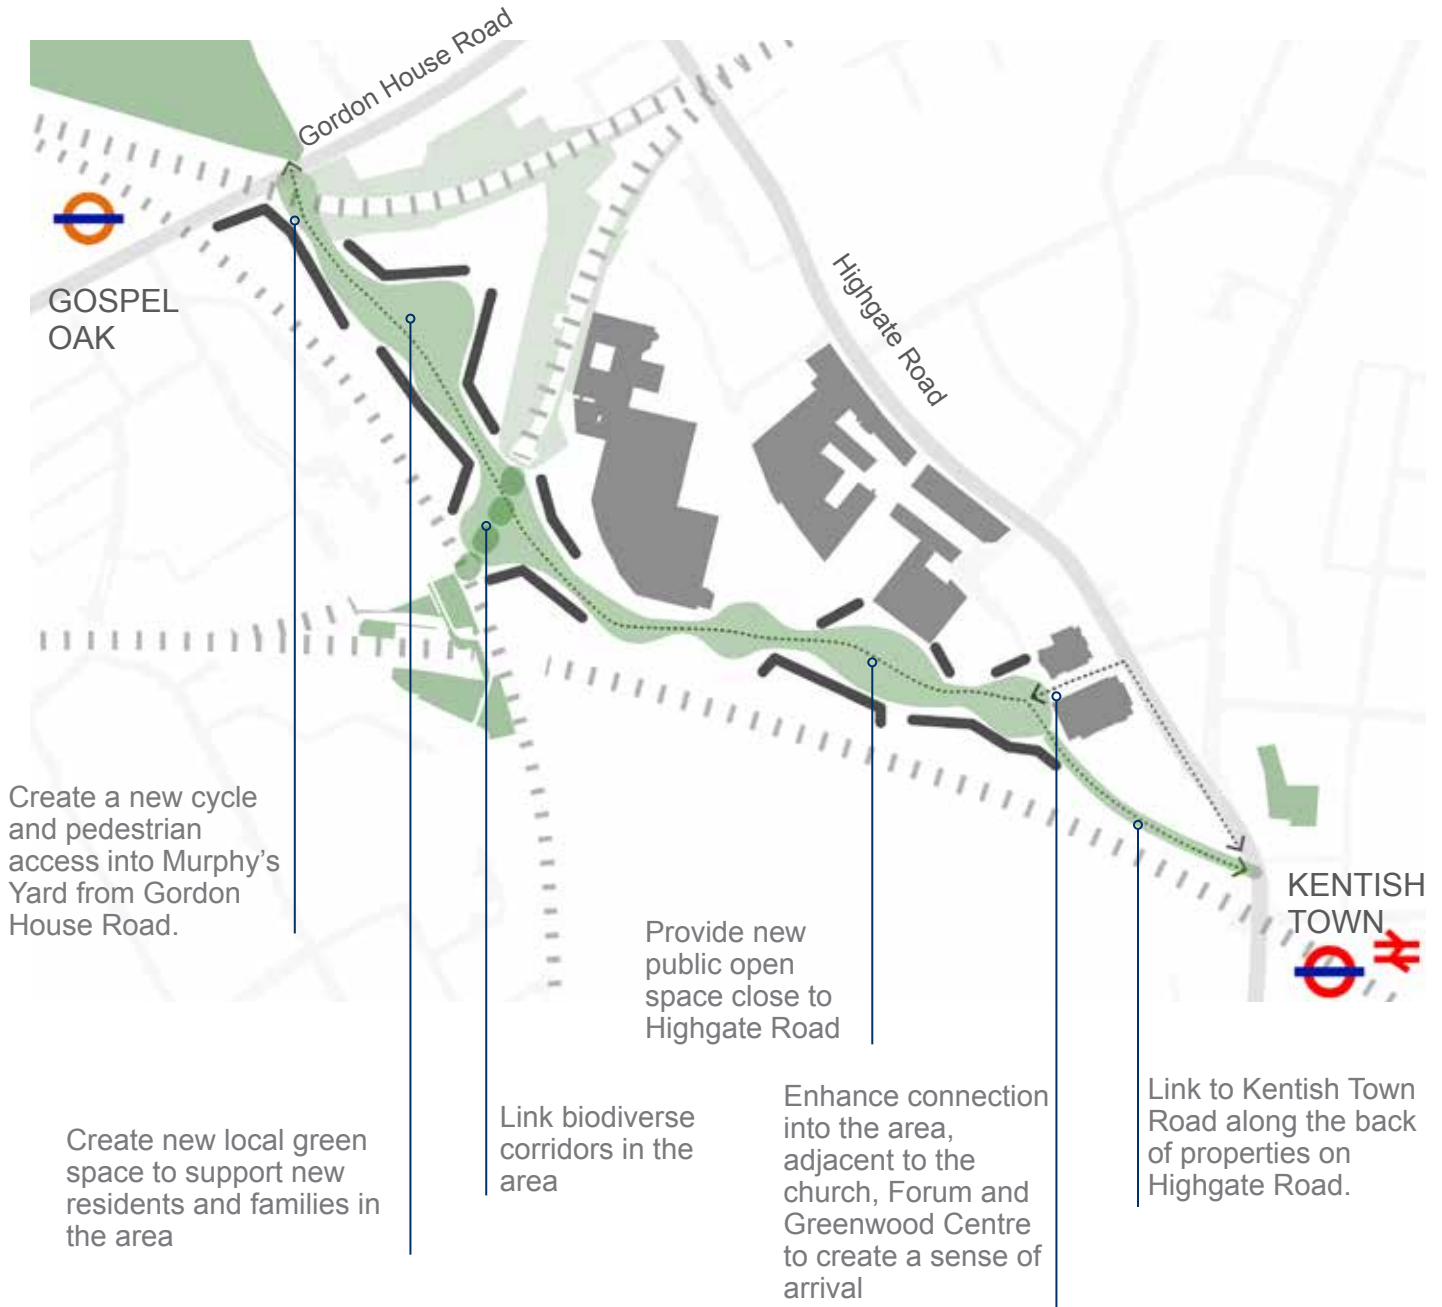 Gordon House Road
Highgate Road
GOSPEL
OAK
KENTISH
TOWN
Create a new cycle
and pedestrian
access into Murphy’s
Yard from Gordon
House Road.
Create new local green
space to support new
residents and families in
the area
Link biodiverse
corridors in the
area
Provide new
public open
space close to
Highgate Road
Enhance connection
into the area,
adjacent to the
church, Forum and
Greenwood Centre
to create a sense of
arrival
Link to Kentish Town
Road along the back
of properties on
Highgate Road.